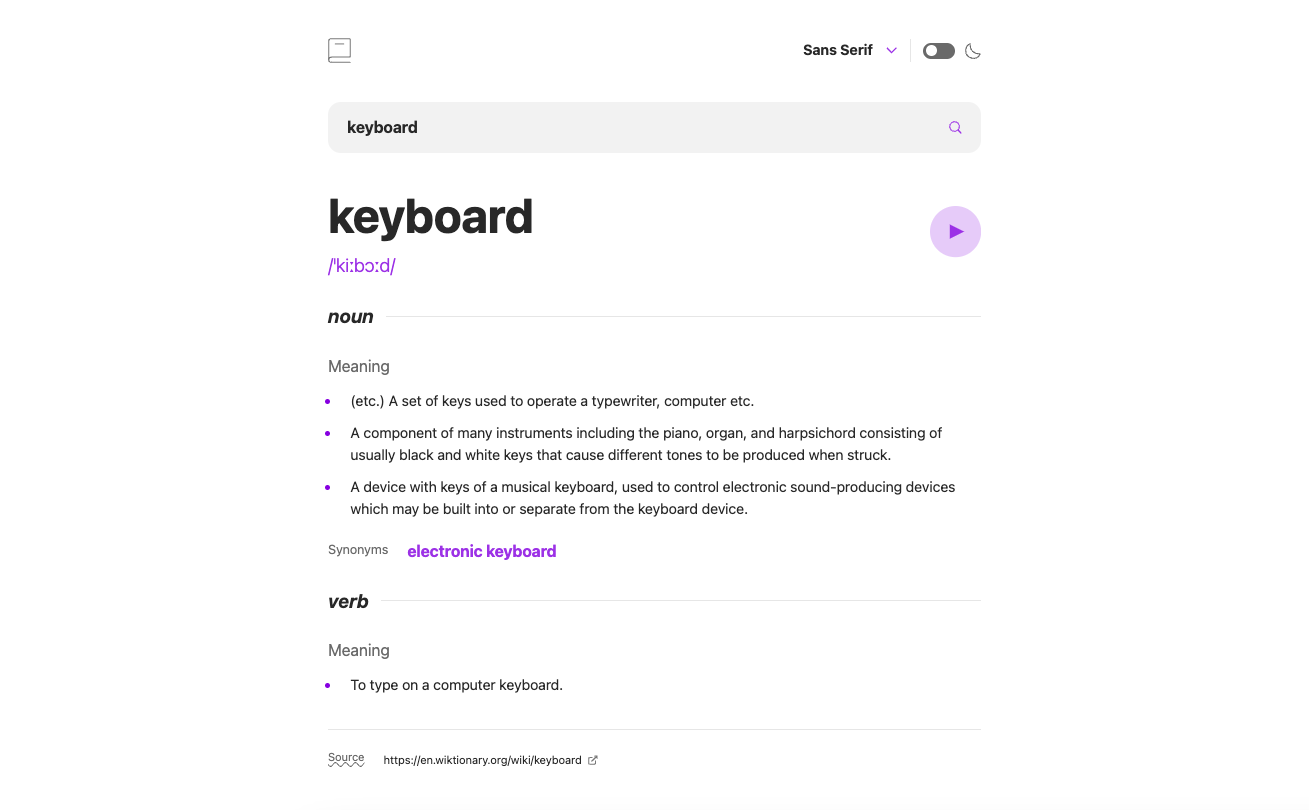 Sans Serif
keyboard
keyboard
/ˈkiːbɔːd/
noun
Meaning
(etc.) A set of keys used to operate a typewriter, computer etc.
A component of many instruments including the piano, organ, and harpsichord consisting of
usually black and white keys that cause different tones to be produced when struck.
A device with keys of a musical keyboard, used to control electronic sound-producing devices
which may be built into or separate from the keyboard device.
Synonyms electronic keyboard
verb
Meaning
To type on a computer keyboard.
Source https://en.wiktionary.org/wiki/keyboard